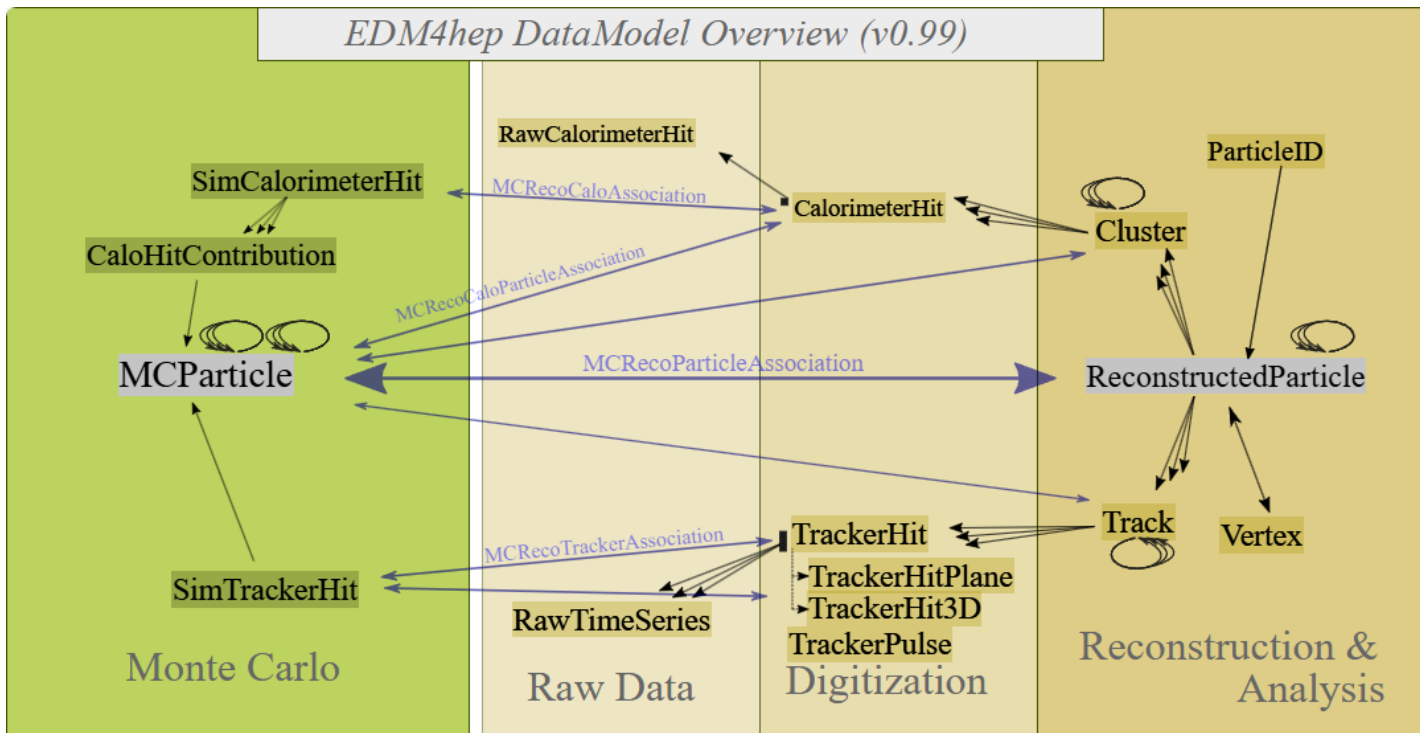 EDM4hep DataModel Overview (v0.99)
RawCalorimeterHit
ParticleID
SimCalorimeterHit
MCRecoCaloAssociation
CalorimeterHit
Cluster
CaloHitContribution
MCRecoCaloParticleAssociation
MCParticle
MCRecoParticleAssociation
ReconstructedParticle
TrackerHit
Track
Vertex
MCRecoTrackerAssociation
SimTrackerHit
TrackerHitPlane
TrackerHit3D
RawTimeSeries
TrackerPulse
Monte Carlo
Raw Data
Digitization
Reconstruction &
Analysis